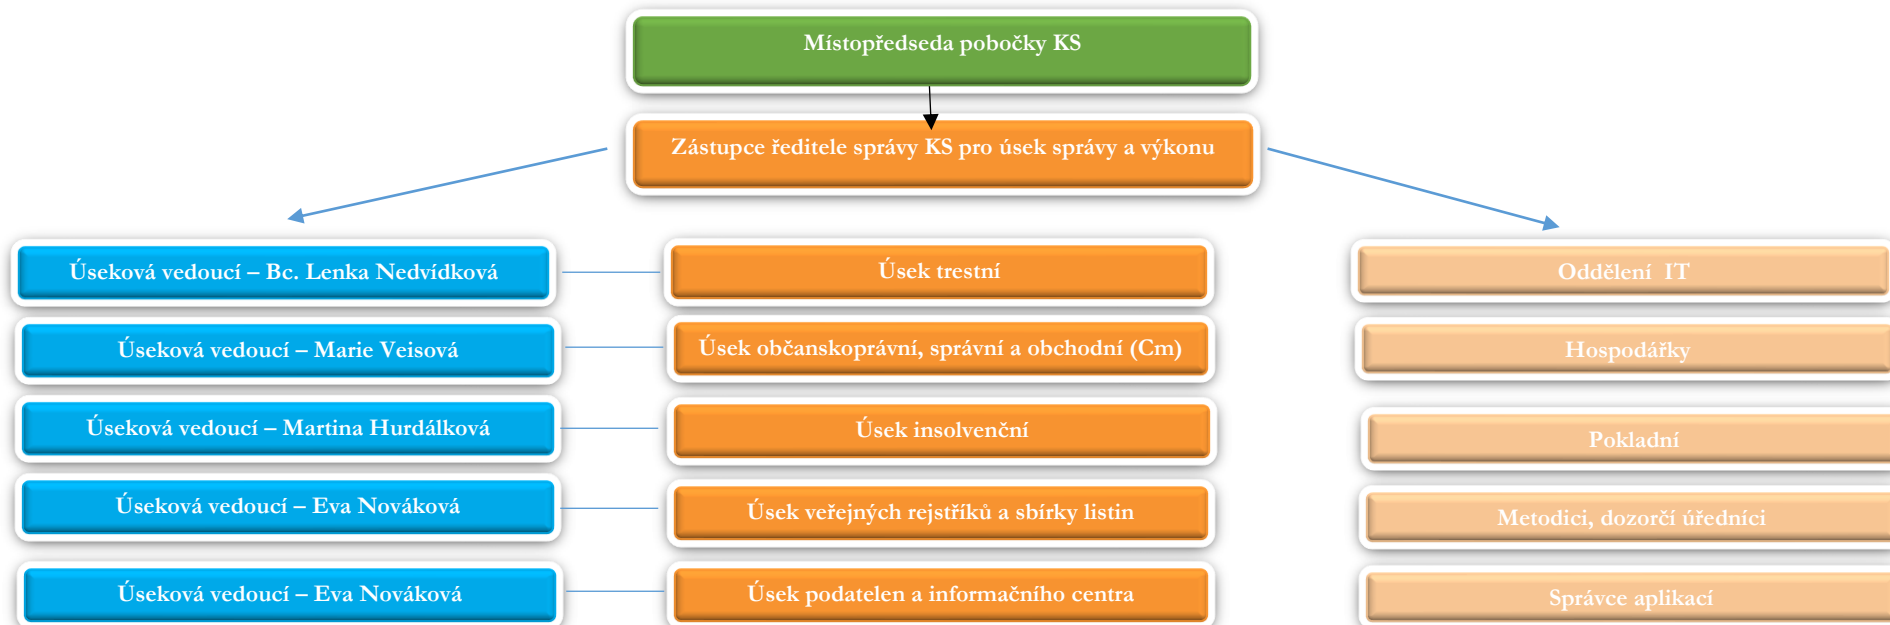 Místopředseda pobočky KS
Zástupce ředitele správy KS pro úsek správy a výkonu
Úseková vedoucí – Bc. Lenka Nedvídková
Úsek trestní
Oddělení  IT
Úseková vedoucí – Marie Veisová
Úsek občanskoprávní, správní a obchodní (Cm)
Hospodářky
Úseková vedoucí – Martina Hurdálková
Úsek insolvenční
Pokladní
Úseková vedoucí – Eva Nováková
Úsek veřejných rejstříků a sbírky listin
Metodici, dozorčí úředníci
Úseková vedoucí – Eva Nováková
Úsek podatelen a informačního centra
Správce aplikací